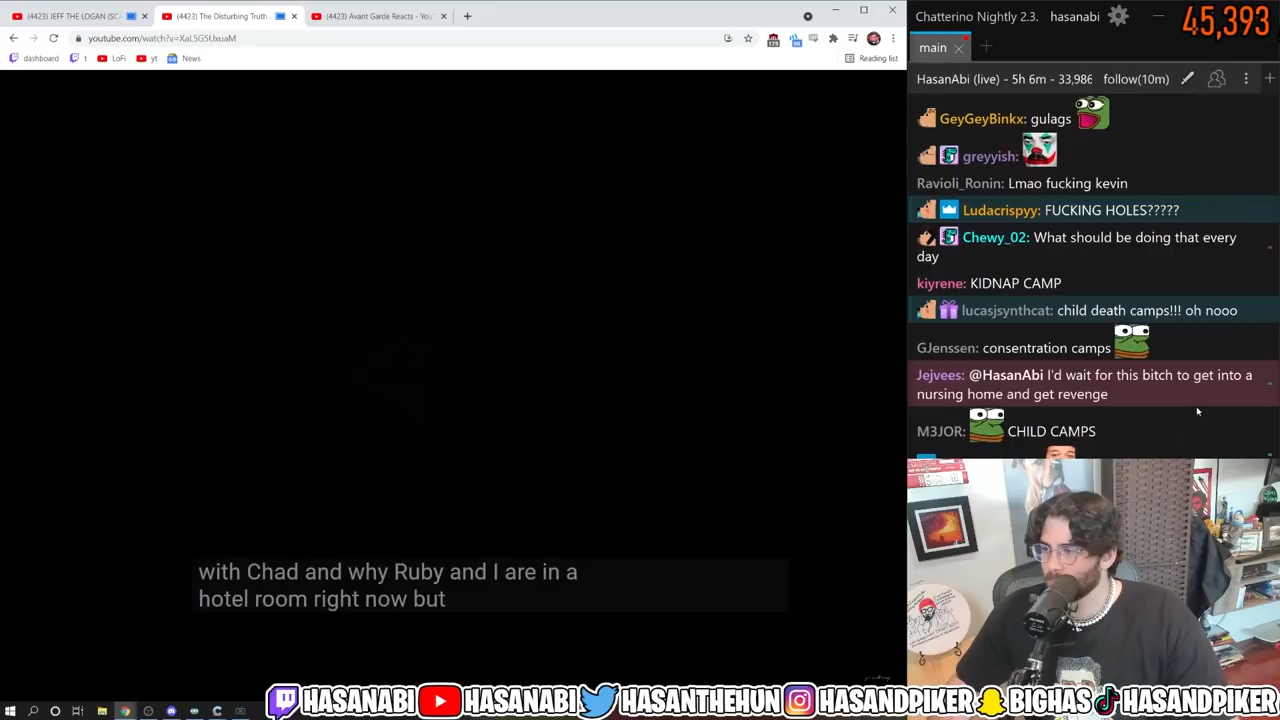 (4423) JEFF THE LOGAN (SC
(4423) The Disturbing Truth
(4423) Avant Garde Reacts - You
youtube.com/watch?v=XaL5G5UxuaM
dashboard
t
LoFi
yt
News
Reading list
179
Chatterino Nightly 2.3.
hasanabi
45,393
main
HasanAbi (live) - 5h 6m - 33,986
follow(10m)
GeyGeyBinkx: gulags
greyyish:
Ravioli_Ronin: Lmao fucking kevin
Ludacrispyy: FUCKING HOLES?????
Chewy_02: What should be doing that every
day
kiyrene: KIDNAP CAMP
lucasjsynthcat: child death camps!!! oh nooo
GJenssen: consentration camps
Jejvees: @HasanAbi I'd wait for this bitch to get into a
nursing home and get revenge
M3JOR: CHILD CAMPS
with Chad and why Ruby and I are in a
hotel room right now but
HASANABI
HASANABI
HASANTHEHUN
HASANDPIKER
BIGHAS
HASANDPIKER